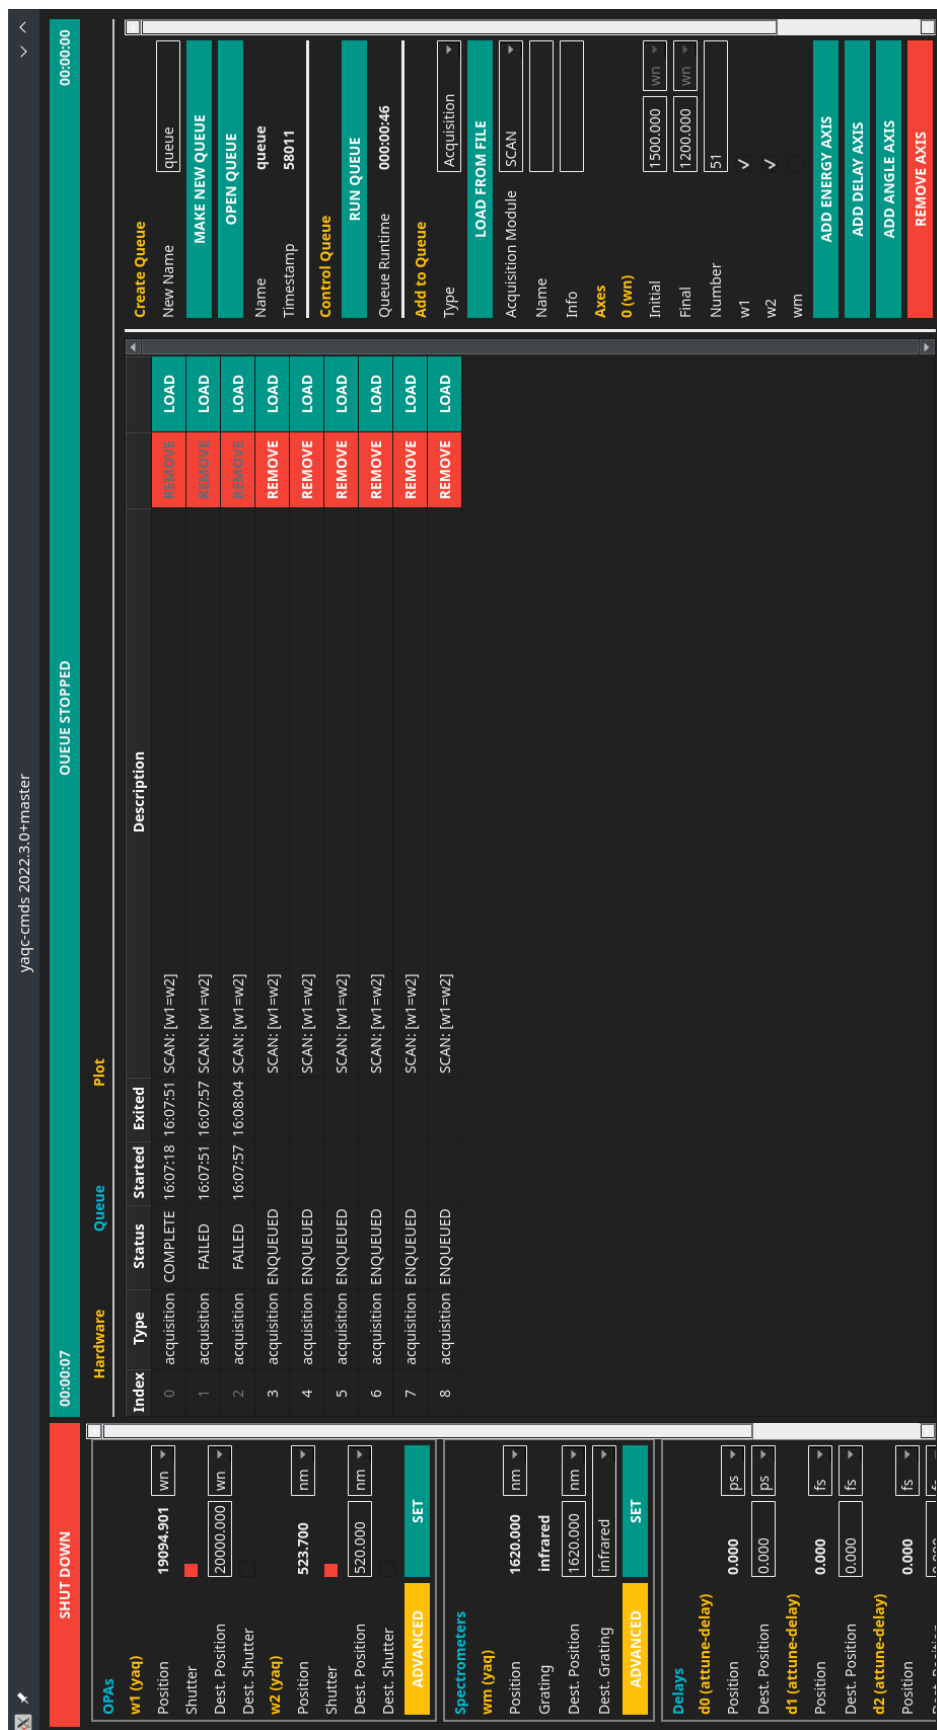 yaqc-cmds 2022.3.0+master
SHUT DOWN
00:00:07 QUEUE STOPPED 00:00:00
OPAs
w1 (yaq)
Position 19094.901 wn
Shutter
Dest. Position 20000.000 wn
Dest. Shutter
w2 (yaq)
Position 523.700 nm
Shutter
Dest. Position 520.000 nm
Dest. Shutter
ADVANCED SET
Spectrometers
wm (yaq)
Position 1620.000 nm
Grating infrared
Dest. Position 1620.000 nm
Dest. Grating infrared
ADVANCED SET
Delays
d0 (attune-delay)
Position 0.000 ps
Dest. Position 0.000 ps
d1 (attune-delay)
Position 0.000 fs
Dest. Position 0.000 fs
d2 (attune-delay)
Position 0.000 fs
Hardware Queue Plot
Index Type Status Started Exited Description
0 acquisition COMPLETE 16:07:18 16:07:51 SCAN: [w1=w2] REMOVE LOAD
1 acquisition FAILED 16:07:51 16:07:57 SCAN: [w1=w2] REMOVE LOAD
2 acquisition FAILED 16:07:57 16:08:04 SCAN: [w1=w2] REMOVE LOAD
3 acquisition ENQUEUED SCAN: [w1=w2] REMOVE LOAD
4 acquisition ENQUEUED SCAN: [w1=w2] REMOVE LOAD
5 acquisition ENQUEUED SCAN: [w1=w2] REMOVE LOAD
6 acquisition ENQUEUED SCAN: [w1=w2] REMOVE LOAD
7 acquisition ENQUEUED SCAN: [w1=w2] REMOVE LOAD
8 acquisition ENQUEUED SCAN: [w1=w2] REMOVE LOAD
Create Queue
New Name queue
MAKE NEW QUEUE
OPEN QUEUE
Name queue
Timestamp 58011
Control Queue
RUN QUEUE
Queue Runtime 000:00:46
Add to Queue
Type Acquisition
LOAD FROM FILE
Acquisition Module SCAN
Name
Info
Axes
0 (wn)
Initial 1500.000 wn
Final 1200.000 wn
Number 51
w1
w2
wm
ADD ENERGY AXIS
ADD DELAY AXIS
ADD ANGLE AXIS
REMOVE AXIS